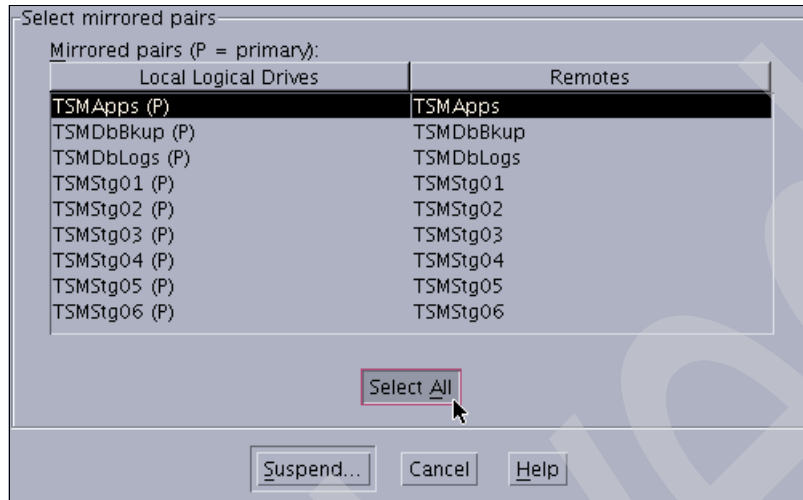 Select mirrored pairs
Mirrored pairs (P = primary):
Local Logical Drives Remotes
TSMApps (P) TSMApps
TSMDbBkup (P) TSMDbBkup
TSMDbLogs (P) TSMDbLogs
TSMStg01 (P) TSMStg01
TSMStg02 (P) TSMStg02
TSMStg03 (P) TSMStg03
TSMStg04 (P) TSMStg04
TSMStg05 (P) TSMStg05
TSMStg06 (P) TSMStg06
Select All
Suspend... Cancel Help